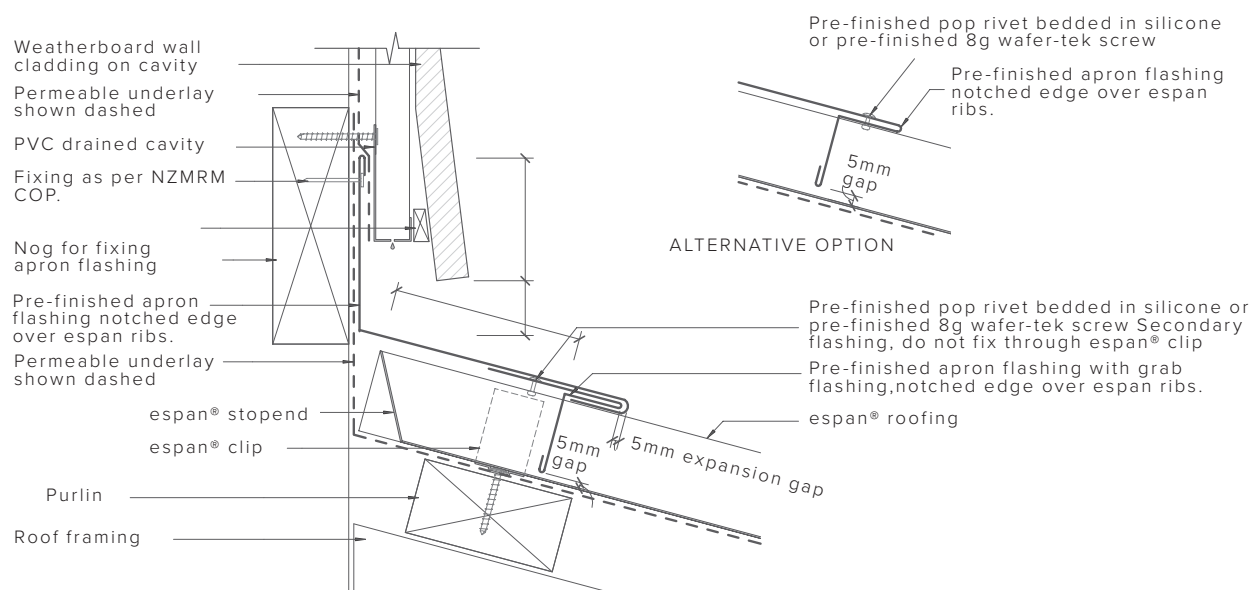 Weatherboard wall
cladding on cavity
Permeable underlay
shown dashed
PVC drained cavity
Fixing as per NZMRM
COP.
Nog for fixing
apron flashing
Pre-finished apron
flashing notched edge
over espan ribs.
Permeable underlay
shown dashed
espan® stopend
espan® clip
Purlin
Roof framing
Pre-finished pop rivet bedded in silicone
or pre-finished 8g wafer-tek screw
Pre-finished apron flashing
notched edge over espan
ribs.
5mm
gap
ALTERNATIVE OPTION
Pre-finished pop rivet bedded in silicone or
pre-finished 8g wafer-tek screw Secondary
flashing, do not fix through espan® clip
Pre-finished apron flashing with grab
flashing,notched edge over espan ribs.
espan® roofing
5mm
gap
5mm expansion gap